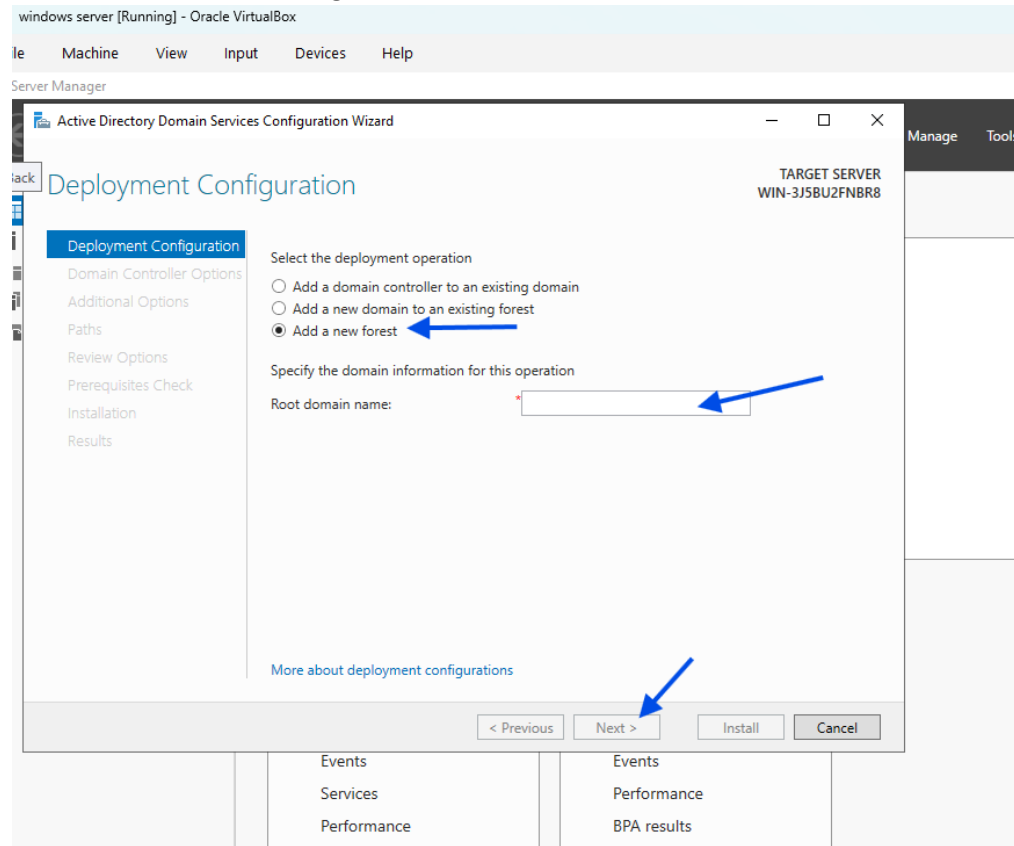 windows server [Running] - Oracle VirtualBox
ile Machine View Input Devices Help
Server Manager
Active Directory Domain Services Configuration Wizard
Manage Tools
Back
Deployment Configuration
TARGET SERVER
WIN-3J5BU2FNBR8
Deployment Configuration
Domain Controller Options
Additional Options
Paths
Review Options
Prerequisites Check
Installation
Results
Select the deployment operation
Add a domain controller to an existing domain
Add a new domain to an existing forest
Add a new forest
Specify the domain information for this operation
Root domain name: *
More about deployment configurations
< Previous Next > Install Cancel
Events Events
Services Performance
Performance BPA results